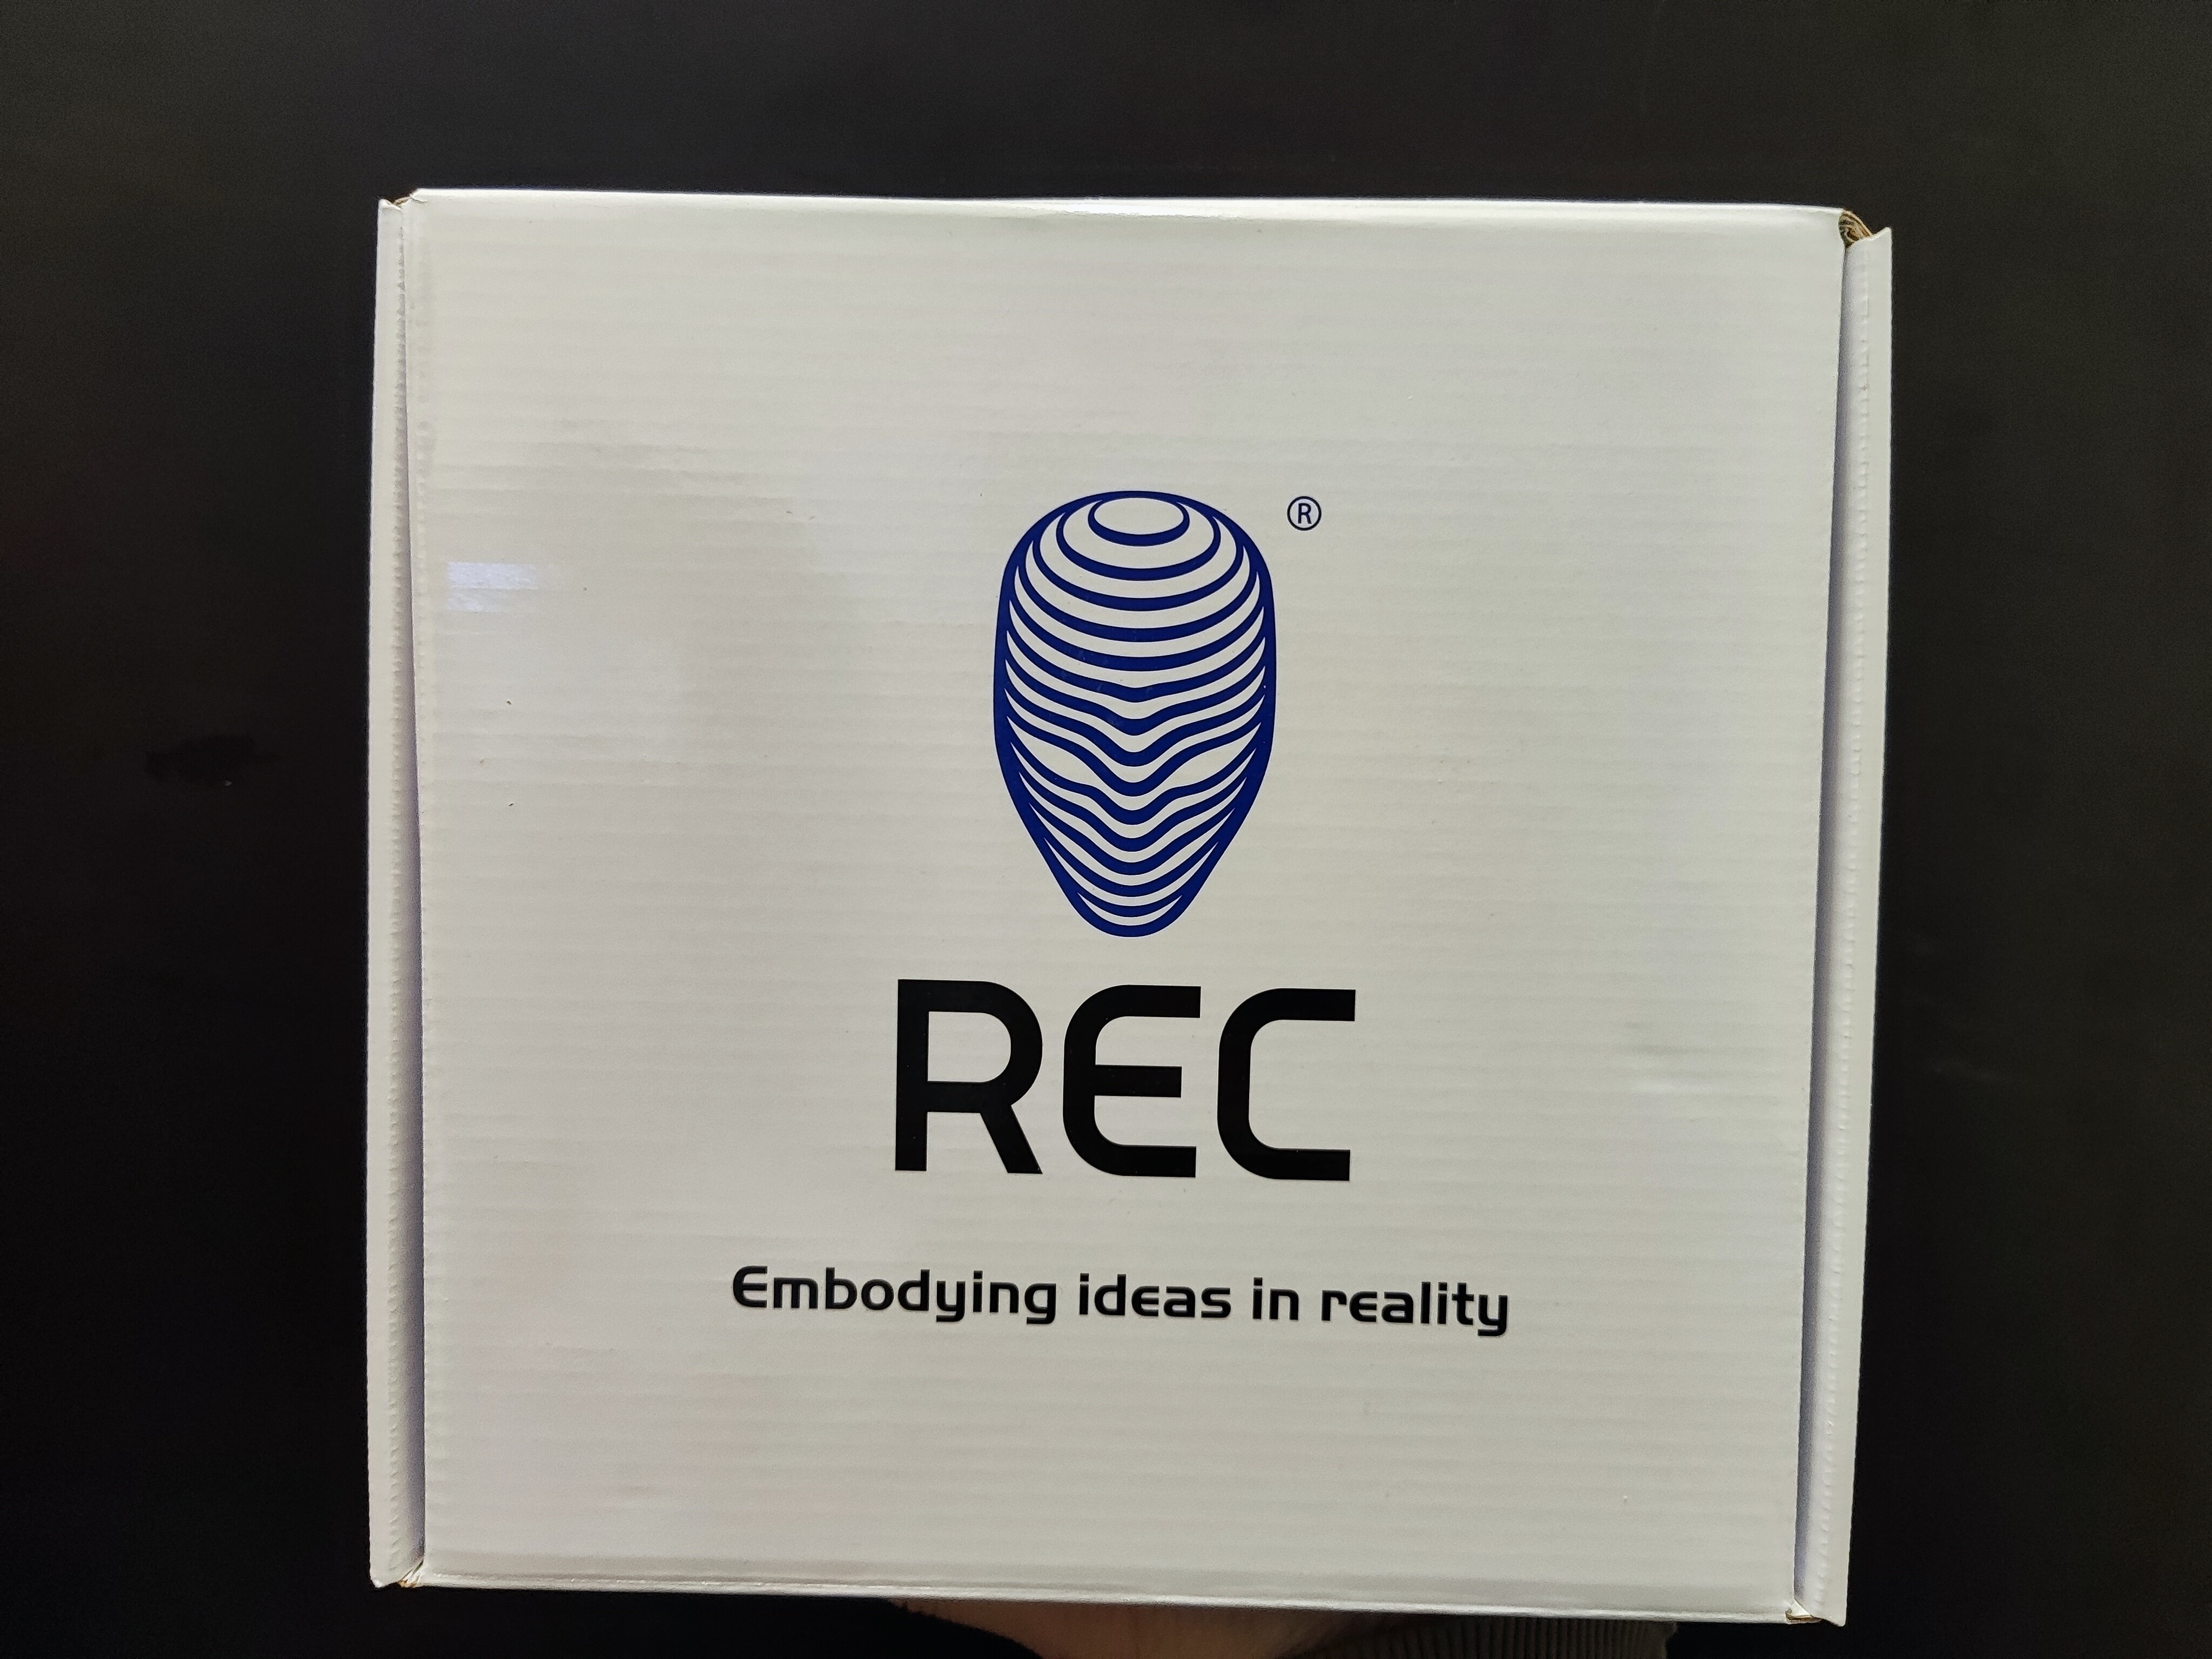 ®
REC
Embodying ideas in reality